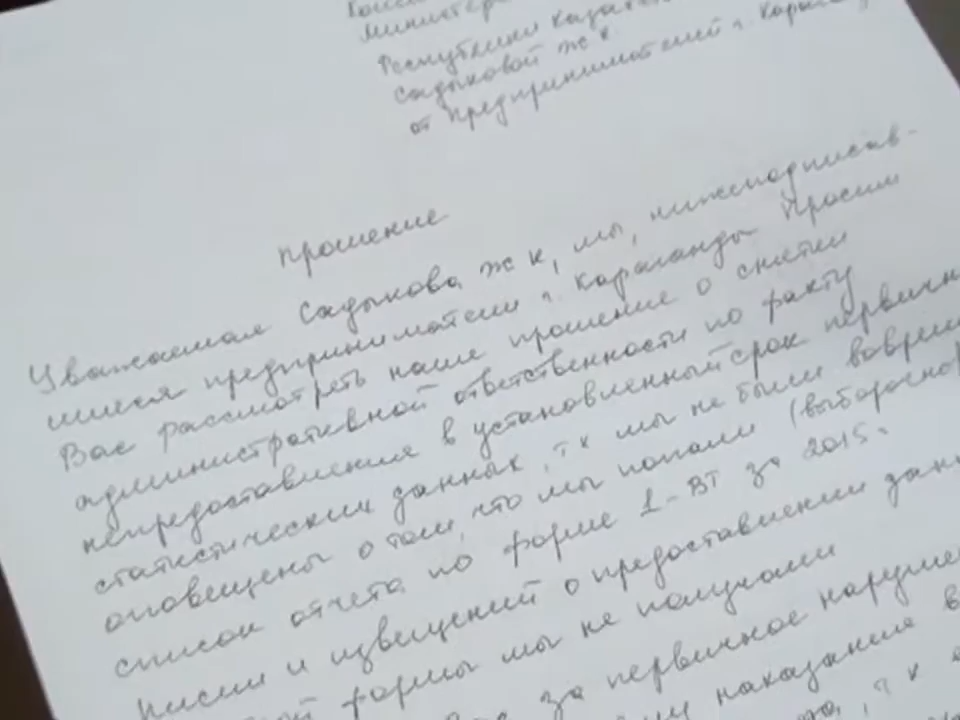 Министер
Республики Казах
Садыковой Ж К
от предпринимателей г. Караг
прошение
Уважаемая Садыкова Ж К, мы, нижеподписав-
шиеся предприниматели г. Караганды Просим
Вас рассмотреть наше прошение о снятии
административной ответственности по факту
непредоставления в установленный срок первичн
статистических данных, т к мы не были воврем
оповещены о том, что мы попали (выборочно)
список отчета по форме 1-ВТ за 2015г.
писем и извещений о предоставлении дан
формы мы не получали
за первичное наруше
наказание в
т к